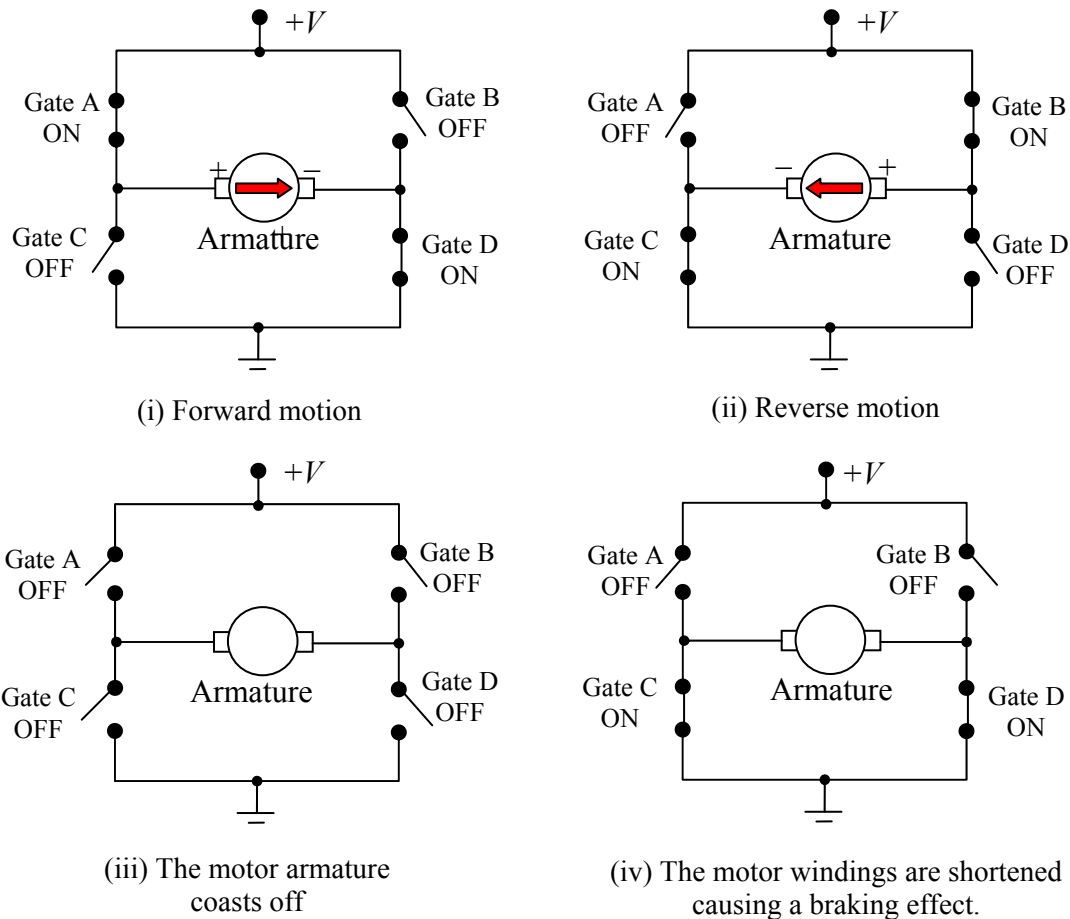 +V
Gate A
ON
Gate B
OFF
+ −
Armature
+
Gate C
OFF
Gate D
ON
(i) Forward motion
+V
Gate A
OFF
Gate B
ON
− +
Armature
Gate C
ON
Gate D
OFF
(ii) Reverse motion
+V
Gate A
OFF
Gate B
OFF
Armature
Gate C
OFF
Gate D
OFF
(iii) The motor armature
coasts off
+V
Gate A
OFF
Gate B
OFF
Armature
Gate C
ON
Gate D
ON
(iv) The motor windings are shortened
causing a braking effect.